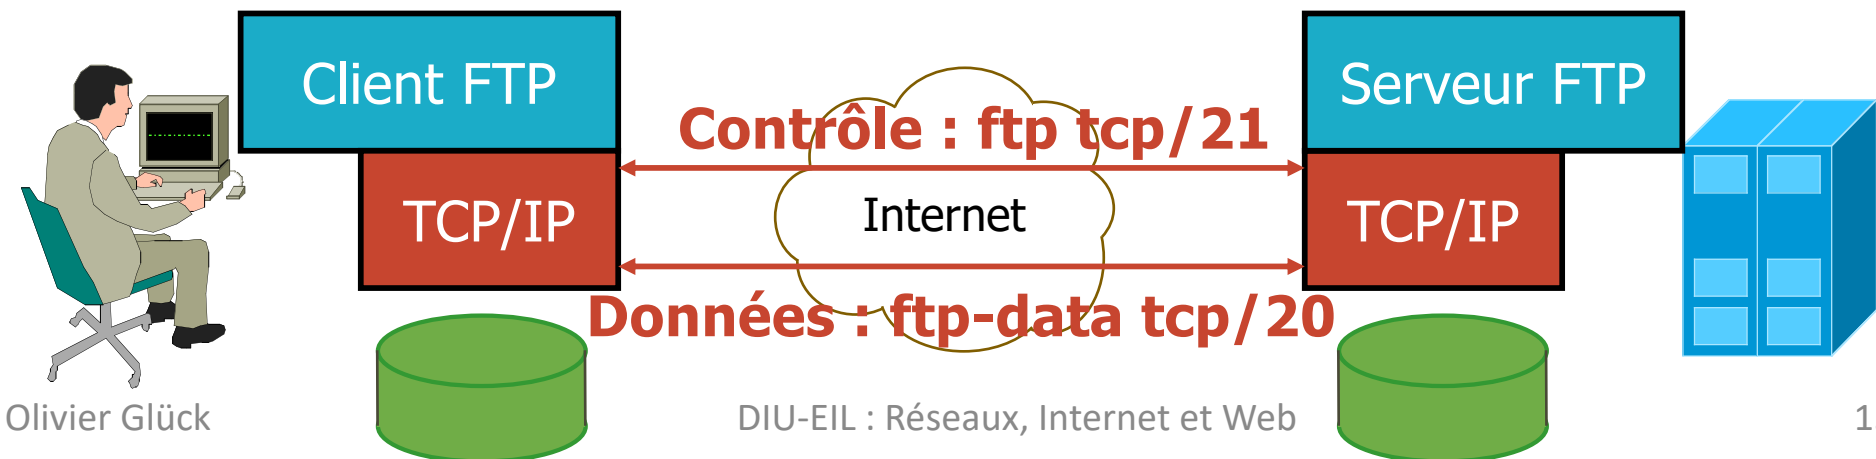 Client FTP
Serveur FTP
Contrôle : ftp tcp/21
TCP/IP
Internet
TCP/IP
Données : ftp-data tcp/20
Olivier Glück
DIU-EIL : Réseaux, Internet et Web
1